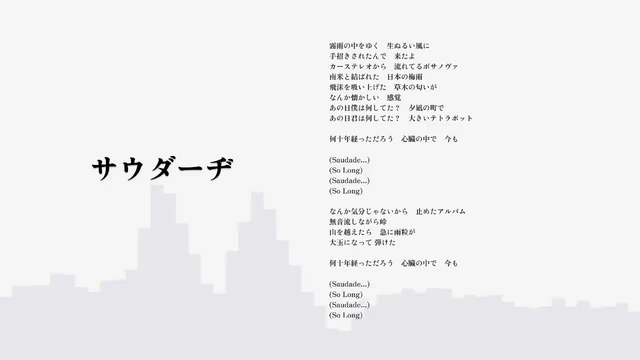 サウダーヂ
霧雨の中をゆく　生ぬるい風に
手招きされたんで　来たよ
カーステレオから　流れてるボサノヴァ
南米と結ばれた　日本の梅雨
飛沫を吸い上げた　草木の匂いが
なんか懐かしい　感覚
あの日僕は何してた？　夕凪の町で
あの日君は何してた？　大きいテトラポット
何十年経っただろう　心臓の中で　今も
(Saudade...)
(So Long)
(Saudade...)
(So Long)
なんか気分じゃないから　止めたアルバム
無音流しながら峠
山を越えたら　急に雨粒が
大玉になって 弾けた
何十年経っただろう　心臓の中で　今も
(Saudade...)
(So Long)
(Saudade...)
(So Long)